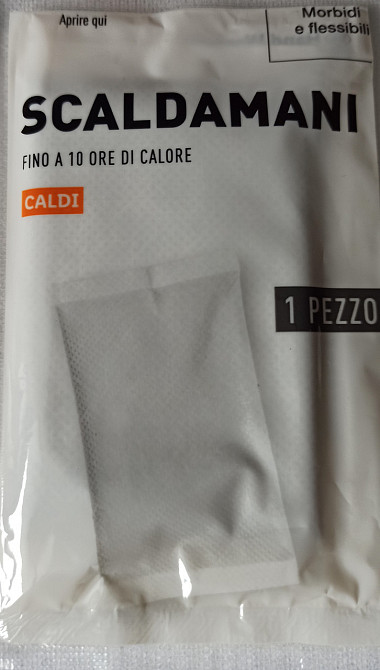 Aprire qui
Morbidi
e flessibili
SCALDAMANI
FINO A 10 ORE DI CALORE
CALDI
1 PEZZO